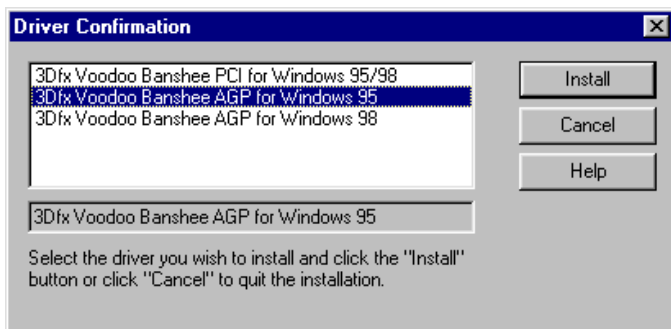 Driver Confirmation
3Dfx Voodoo Banshee PCI for Windows 95/98
3Dfx Voodoo Banshee AGP for Windows 95
3Dfx Voodoo Banshee AGP for Windows 98
Install
Cancel
Help
3Dfx Voodoo Banshee AGP for Windows 95
Select the driver you wish to install and click the "Install"
button or click "Cancel" to quit the installation.